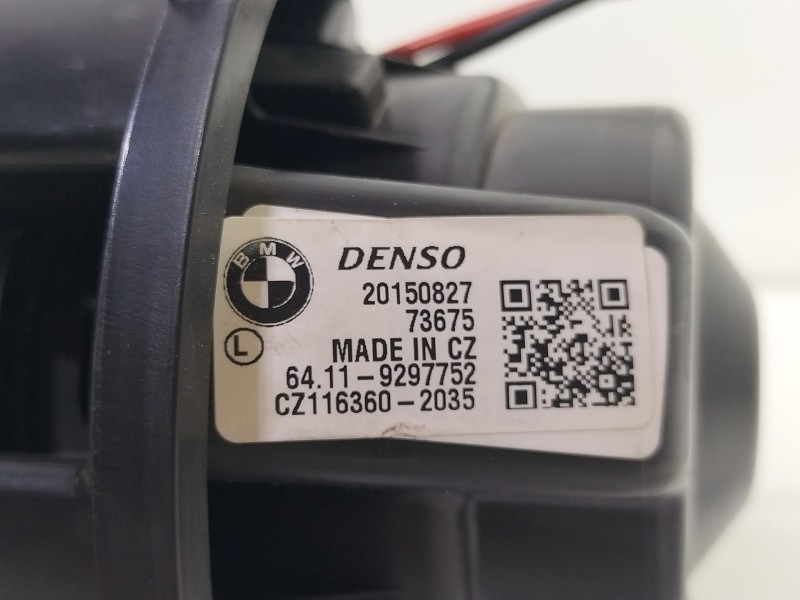 BMW
DENSO
20150827
73675
L
MADE IN CZ
64.11-9297752
CZ116360-2035